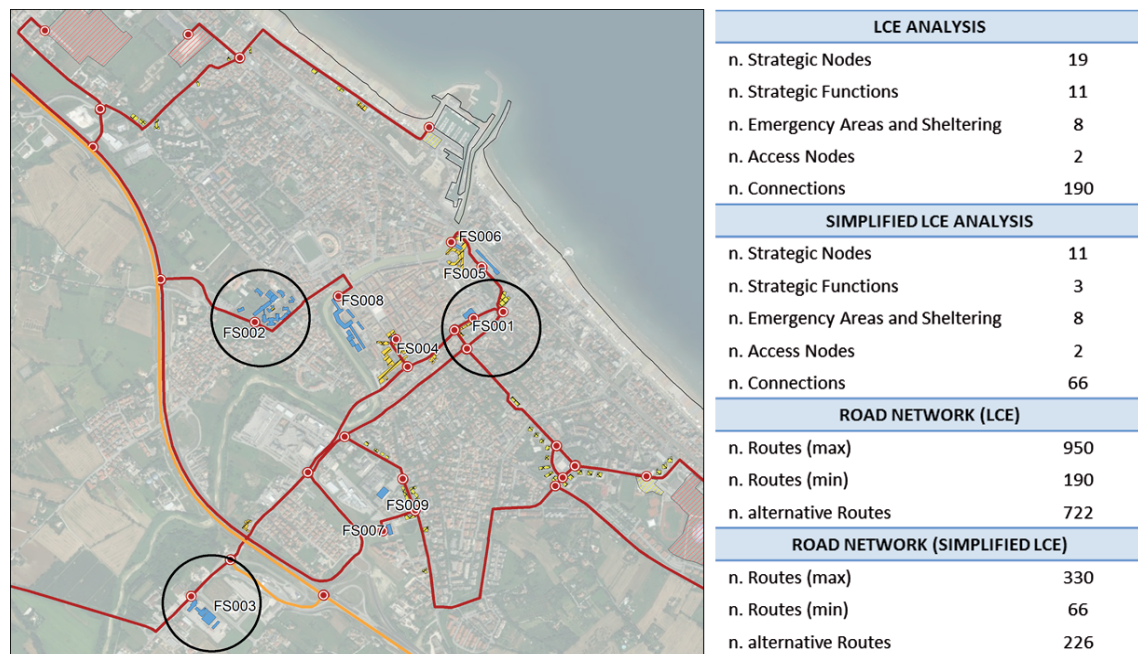 FS006
FS005
FS008
FS001
FS002
FS004
FS009
FS007
FS003
LCE ANALYSIS
n. Strategic Nodes 19
n. Strategic Functions 11
n. Emergency Areas and Sheltering 8
n. Access Nodes 2
n. Connections 190
SIMPLIFIED LCE ANALYSIS
n. Strategic Nodes 11
n. Strategic Functions 3
n. Emergency Areas and Sheltering 8
n. Access Nodes 2
n. Connections 66
ROAD NETWORK (LCE)
n. Routes (max) 950
n. Routes (min) 190
n. alternative Routes 722
ROAD NETWORK (SIMPLIFIED LCE)
n. Routes (max) 330
n. Routes (min) 66
n. alternative Routes 226